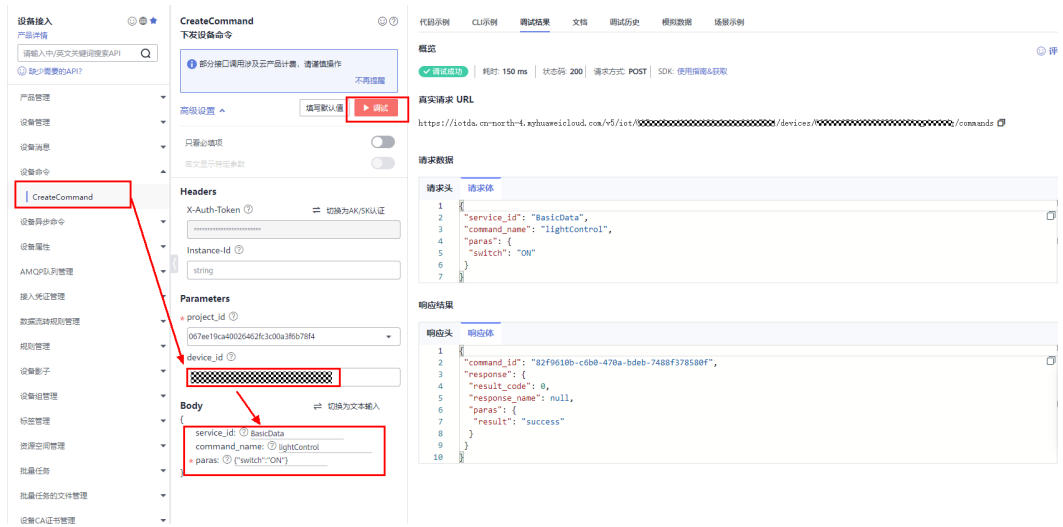 设备接入
产品详情
请输入中/英文关键词搜索API
缺少需要的API?
产品管理
设备管理
设备消息
设备命令
CreateCommand
设备异步命令
设备属性
AMQP队列管理
接入凭证管理
数据流转规则管理
规则管理
设备影子
设备组管理
标签管理
资源空间管理
批量任务
批量任务的文件管理
设备CA证书管理
CreateCommand
下发设备命令
部分接口调用涉及云产品计费，请谨慎操作
不再提醒
高级设置
填写默认值
调试
只看必填项
英文显示特定参数
Headers
X-Auth-Token
切换为AK/SK认证
Instance-Id
string
Parameters
* project_id
067ee19ca40026462fc3c00a3f6b78f4
device_id
Body
切换为文本输入
{
service_id: BasicData
command_name: lightControl
* paras: {"switch":"ON"}
}
代码示例 CLI示例 调试结果 文档 调试历史 模拟数据 场景示例
概览
评
调试成功 耗时: 150 ms 状态码: 200 请求方式: POST SDK: 使用指南&获取
真实请求 URL
https://iotda.cn-north-4.myhuaweicloud.com/v5/iot/ /devices/ /commands
请求数据
请求头 请求体
1 {
2 "service_id": "BasicData",
3 "command_name": "lightControl",
4 "paras": {
5 "switch": "ON"
6 }
7 }
响应结果
响应头 响应体
1 {
2 "command_id": "82f9610b-c6b0-470a-bdeb-7488f378580f",
3 "response": {
4 "result_code": 0,
5 "response_name": null,
6 "paras": {
7 "result": "success"
8 }
9 }
10 }